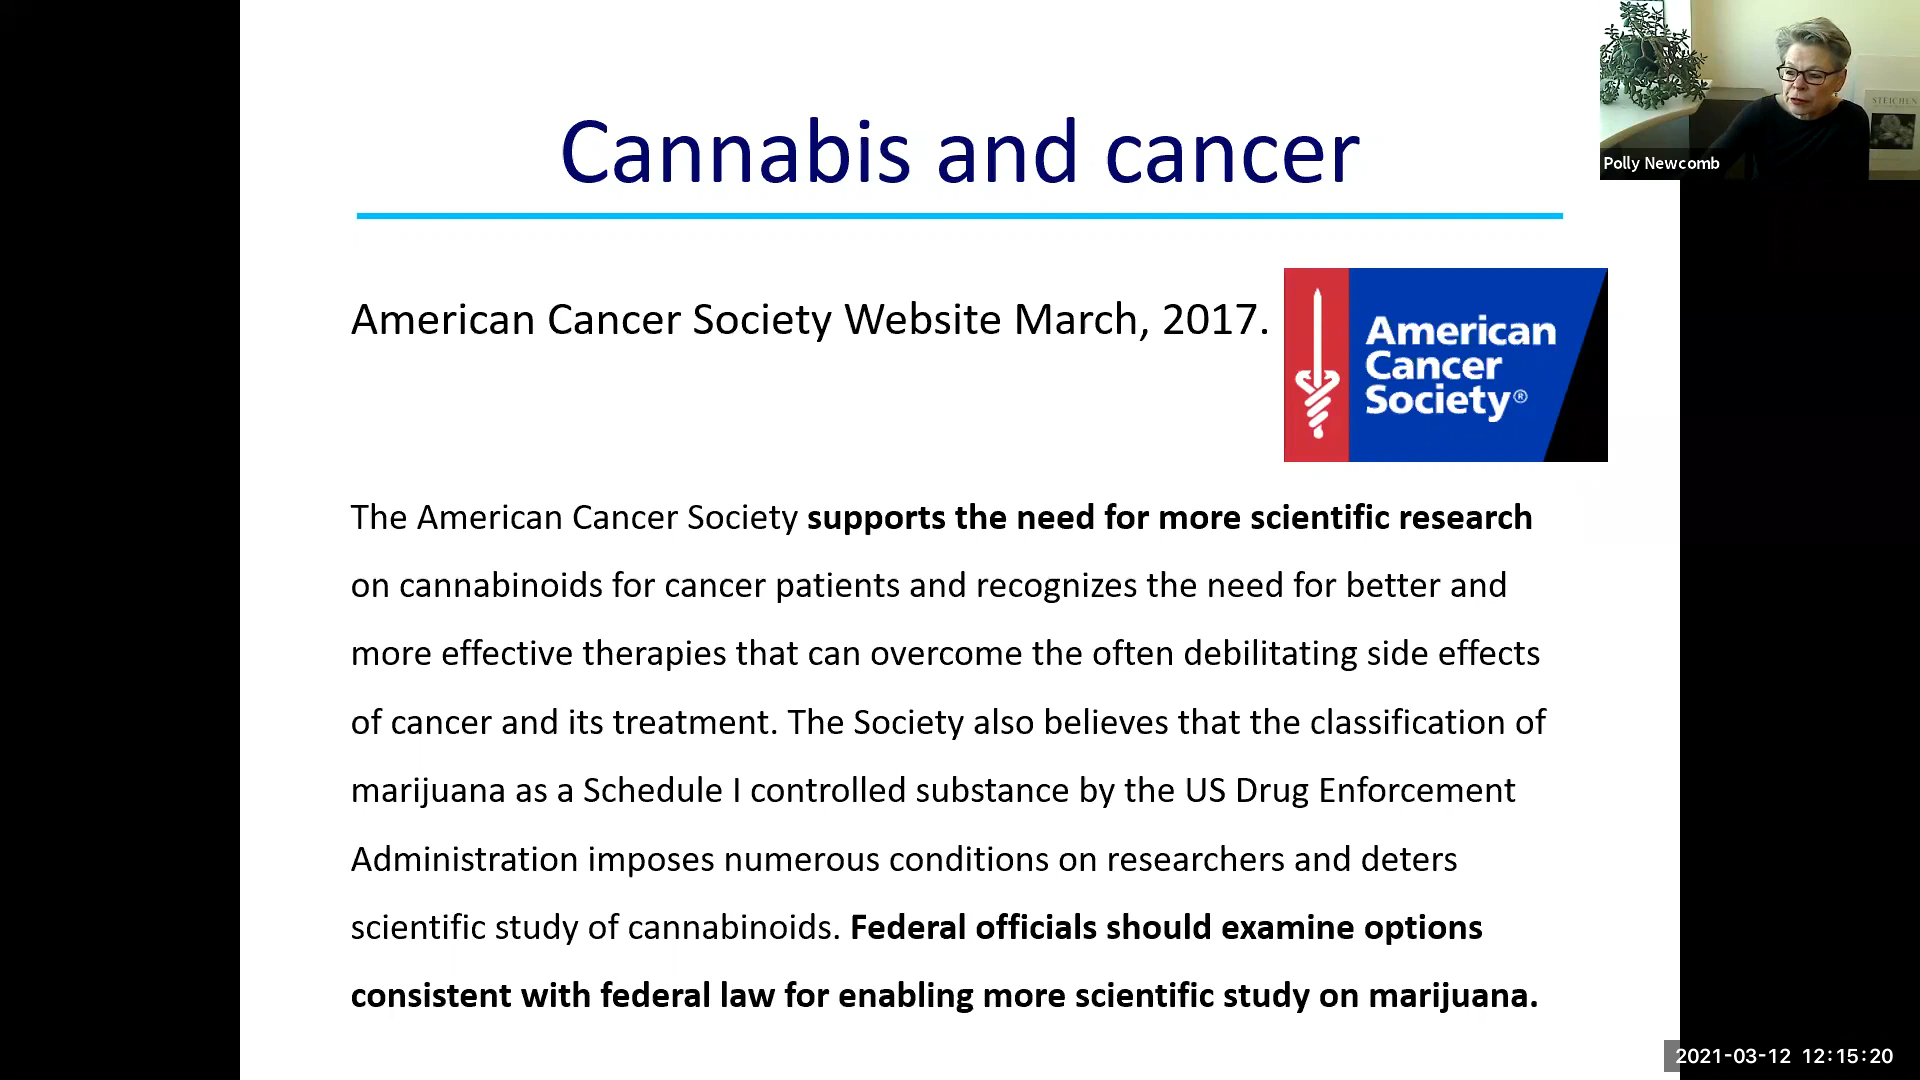 Cannabis and cancer
STEICHEN
Polly Newcomb
American Cancer Society Website March, 2017.
American
Cancer
Society®
The American Cancer Society supports the need for more scientific research
on cannabinoids for cancer patients and recognizes the need for better and
more effective therapies that can overcome the often debilitating side effects
of cancer and its treatment. The Society also believes that the classification of
marijuana as a Schedule I controlled substance by the US Drug Enforcement
Administration imposes numerous conditions on researchers and deters
scientific study of cannabinoids. Federal officials should examine options
consistent with federal law for enabling more scientific study on marijuana.
2021-03-12 12:15:20